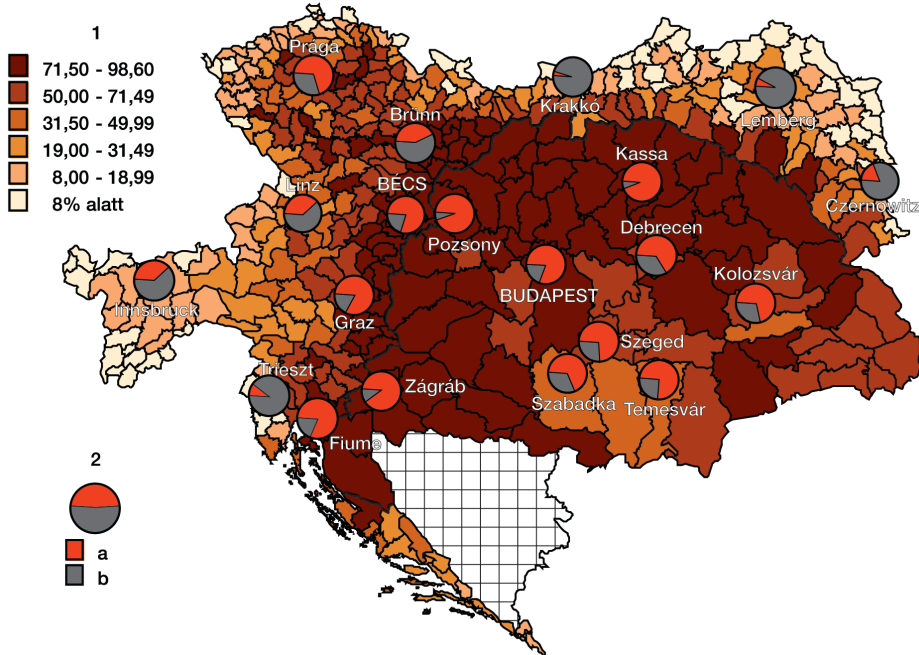 1
71,50 - 98,60
50,00 - 71,49
31,50 - 49,99
19,00 - 31,49
8,00 - 18,99
8% alatt
Prága
Krakkó
Lemberg
Brünn
Kassa
Linz
BÉCS
Czernowitz
Pozsony
Debrecen
Innsbruck
BUDAPEST
Kolozsvár
Graz
Szeged
Trieszt
Zágráb
Szabadka
Temesvár
Fiume
2
a
b